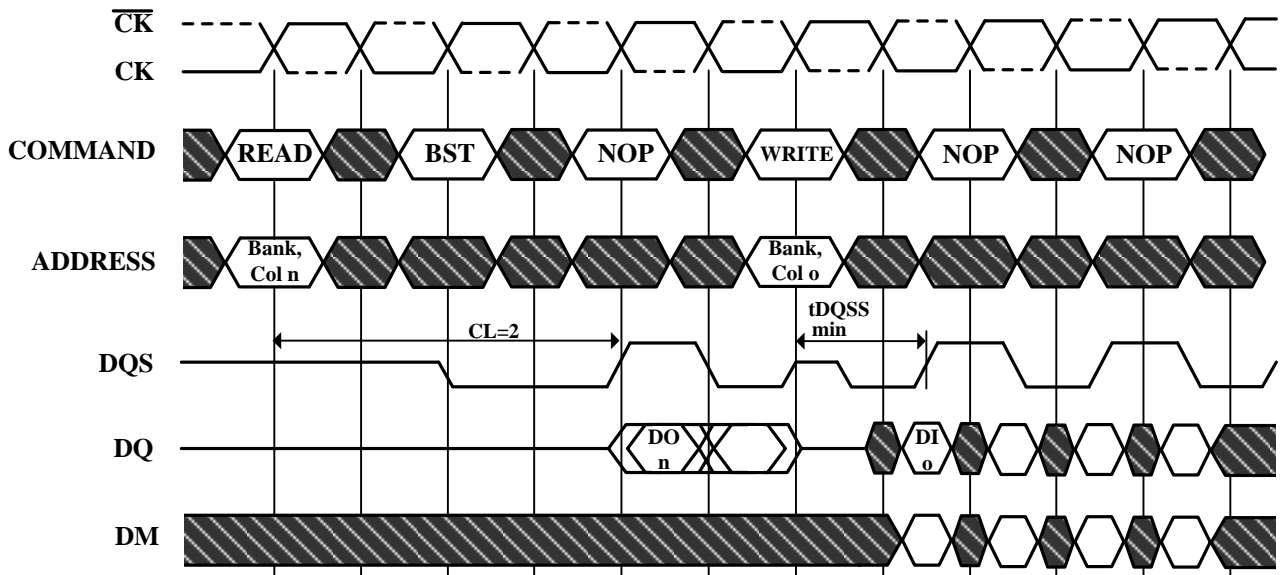 CK
CK
COMMAND
READ
BST
NOP
WRITE
NOP
NOP
ADDRESS
Bank,
Col n
Bank,
Col o
CL=2
tDQSS
min
DQS
DQ
DO
n
DI
o
DM